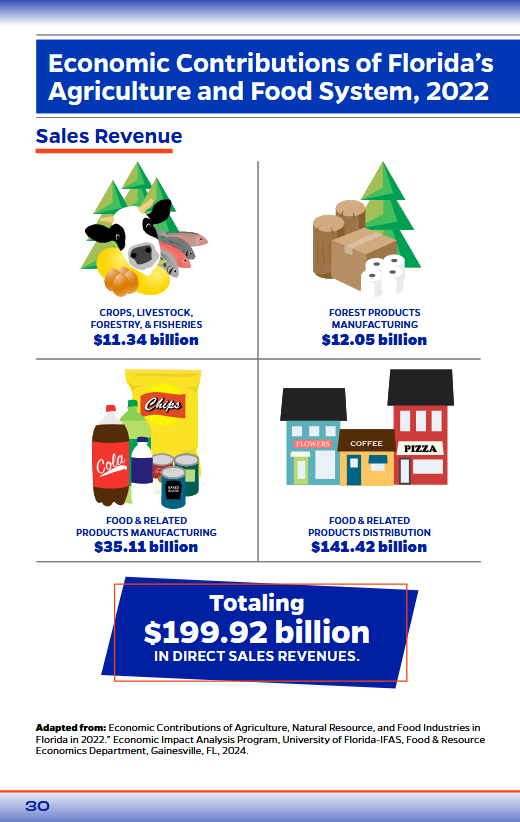 Economic Contributions of Florida's
Agriculture and Food System, 2022
Sales Revenue
CROPS, LIVESTOCK,
FORESTRY, & FISHERIES
$11.34 billion
FOREST PRODUCTS
MANUFACTURING
$12.05 billion
Chips
Cola
BAKED
BEANS
FOOD & RELATED
PRODUCTS MANUFACTURING
$35.11 billion
FLOWERS
COFFEE
PIZZA
FOOD & RELATED
PRODUCTS DISTRIBUTION
$141.42 billion
Totaling
$199.92 billion
IN DIRECT SALES REVENUES.
Adapted from: Economic Contributions of Agriculture, Natural Resource, and Food Industries in
Florida in 2022." Economic Impact Analysis Program, University of Florida-IFAS, Food & Resource
Economics Department, Gainesville, FL, 2024.
30